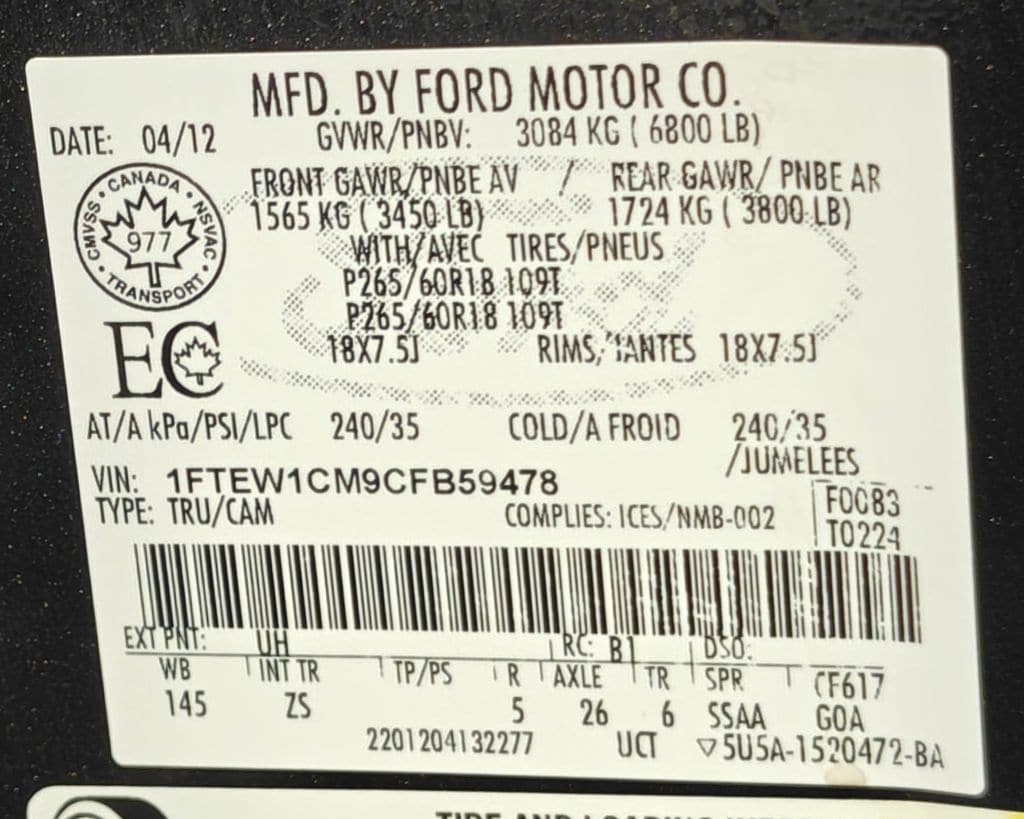 MFD. BY FORD MOTOR CO.
DATE: 04/12 GVWR/PNBV: 3084 KG ( 6800 LB)
FRONT GAWR/PNBE AV / REAR GAWR/ PNBE AR
1565 KG ( 3450 LB) 1724 KG ( 3800 LB)
WITH/AVEC TIRES/PNEUS
P265/60R18 109T
P265/60R18 109T
18X7.5J RIMS/JANTES 18X7.5J
CANADA • NSVAC • TRANSPORT • CMVSS •
977
EC
AT/A kPa/PSI/LPC 240/35 COLD/A FROID 240/35
/JUMELEES
VIN: 1FTEW1CM9CFB59478
F0083
TYPE: TRU/CAM COMPLIES: ICES/NMB-002
T0224
EXT PNT: UH RC: B1 DSO:
WB INT TR TP/PS R AXLE TR SPR CF617
145 ZS 5 26 6 SSAA GOA
2201204132277 UCT ▽5U5A-1520472-BA